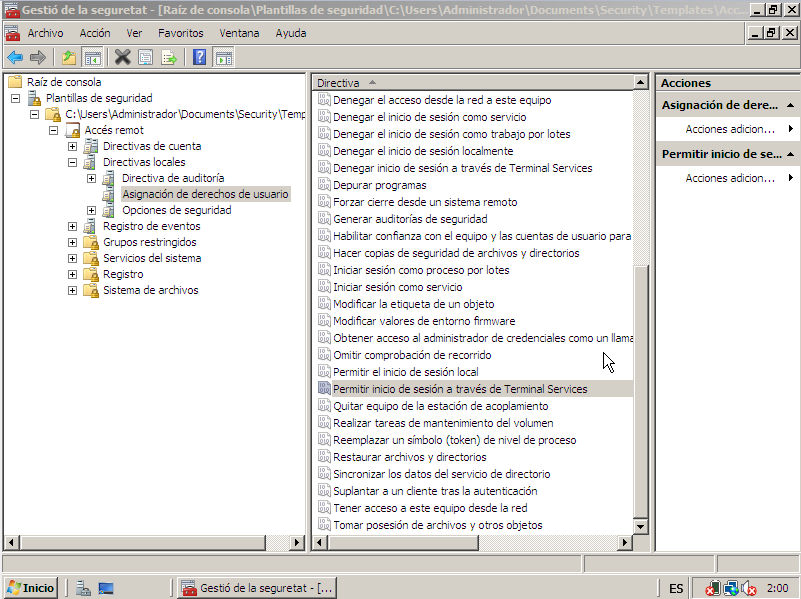 Gestió de la seguretat - [Raíz de consola\Plantillas de seguridad\C:\Users\Administrador\Documents\Security\Templates\Acc...
Archivo Acción Ver Favoritos Ventana Ayuda
Raíz de consola
Plantillas de seguridad
C:\Users\Administrador\Documents\Security\Temp
Accés remot
Directivas de cuenta
Directivas locales
Directiva de auditoría
Asignación de derechos de usuario
Opciones de seguridad
Registro de eventos
Grupos restringidos
Servicios del sistema
Registro
Sistema de archivos
Directiva
Denegar el acceso desde la red a este equipo
Denegar el inicio de sesión como servicio
Denegar el inicio de sesión como trabajo por lotes
Denegar el inicio de sesión localmente
Denegar inicio de sesión a través de Terminal Services
Depurar programas
Forzar cierre desde un sistema remoto
Generar auditorías de seguridad
Habilitar confianza con el equipo y las cuentas de usuario para
Hacer copias de seguridad de archivos y directorios
Iniciar sesión como proceso por lotes
Iniciar sesión como servicio
Modificar la etiqueta de un objeto
Modificar valores de entorno firmware
Obtener acceso al administrador de credenciales como un llama
Omitir comprobación de recorrido
Permitir el inicio de sesión local
Permitir inicio de sesión a través de Terminal Services
Quitar equipo de la estación de acoplamiento
Realizar tareas de mantenimiento del volumen
Reemplazar un símbolo (token) de nivel de proceso
Restaurar archivos y directorios
Sincronizar los datos del servicio de directorio
Suplantar a un cliente tras la autenticación
Tener acceso a este equipo desde la red
Tomar posesión de archivos y otros objetos
Acciones
Asignación de dere...
Acciones adicion...
Permitir inicio de se...
Acciones adicion...
Inicio
Gestió de la seguretat - [...
ES
2:00